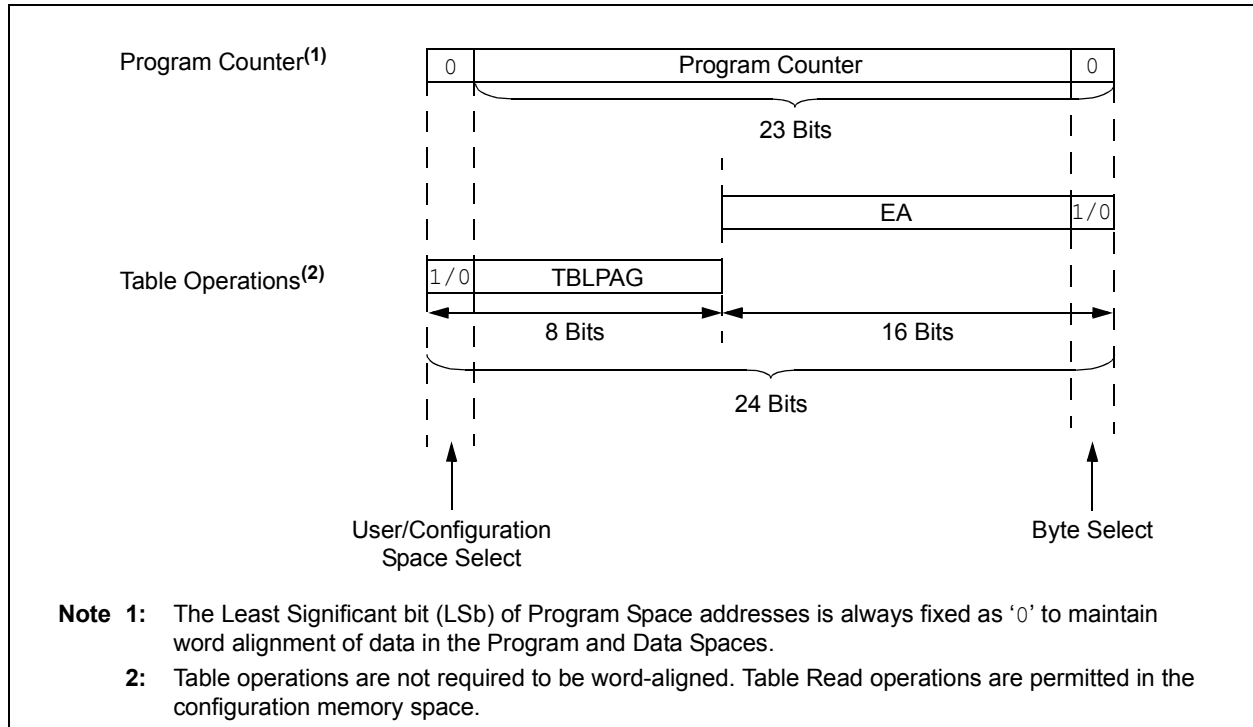 Program Counter(1)
0 Program Counter 0
23 Bits
EA 1/0
Table Operations(2)
1/0 TBLPAG
8 Bits 16 Bits
24 Bits
User/Configuration
Space Select
Byte Select
Note 1: The Least Significant bit (LSb) of Program Space addresses is always fixed as ‘0’ to maintain
word alignment of data in the Program and Data Spaces.
2: Table operations are not required to be word-aligned. Table Read operations are permitted in the
configuration memory space.